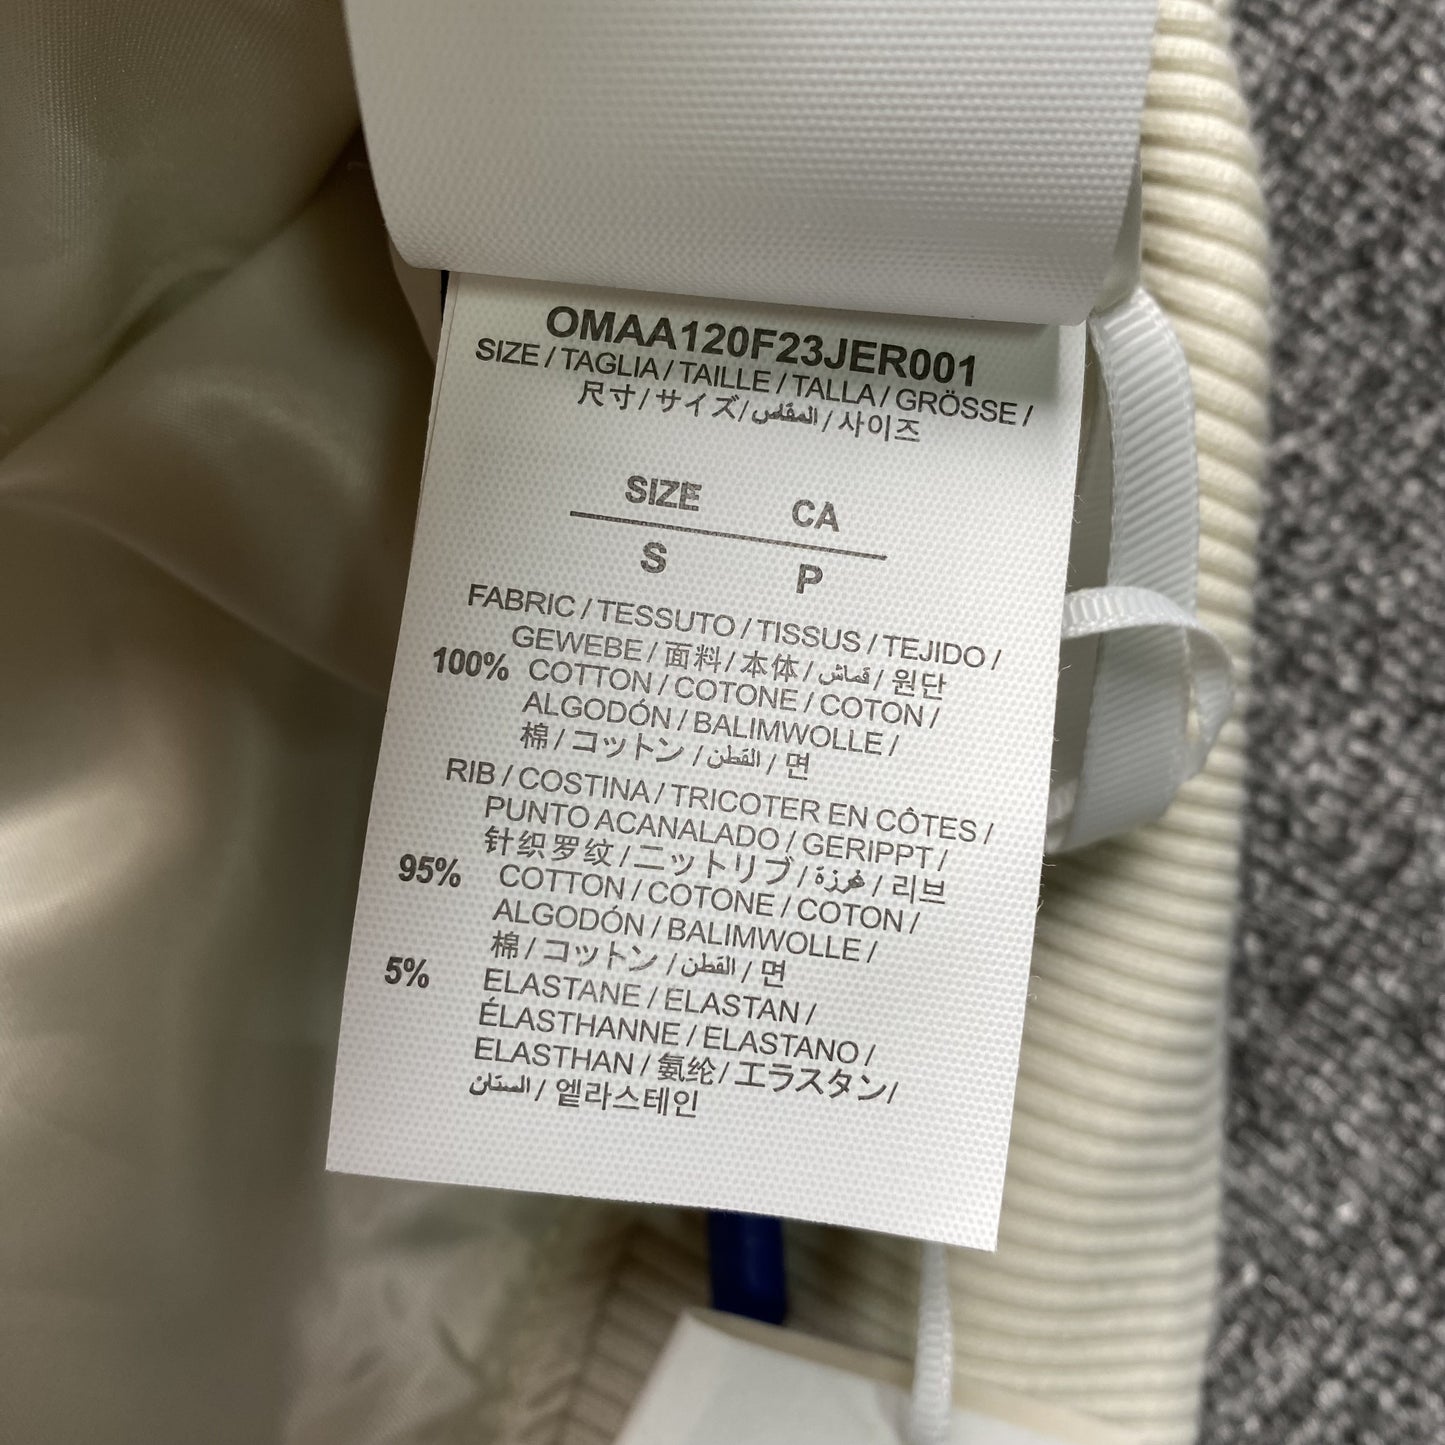 OMAA120F23JER001
SIZE / TAGLIA / TAILLE / TALLA / GRÖSSE /
尺寸 / サイズ / المقاس / 사이즈
SIZE CA
S P
FABRIC / TESSUTO / TISSUS / TEJIDO /
GEWEBE / 面料 / 本体 / قماش / 원단
100% COTTON / COTONE / COTON /
ALGODÓN / BALIMWOLLE /
棉 / コットン / القطن / 면
RIB / COSTINA / TRICOTER EN CÔTES /
PUNTO ACANALADO / GERIPPT /
针织罗纹 / ニットリブ / غرزة / 리브
95% COTTON / COTONE / COTON /
ALGODÓN / BALIMWOLLE /
棉 / コットン / القطن / 면
5% ELASTANE / ELASTAN /
ÉLASTHANNE / ELASTANO /
ELASTHAN / 氨纶 / エラスタン /
الستان / 엘라스테인